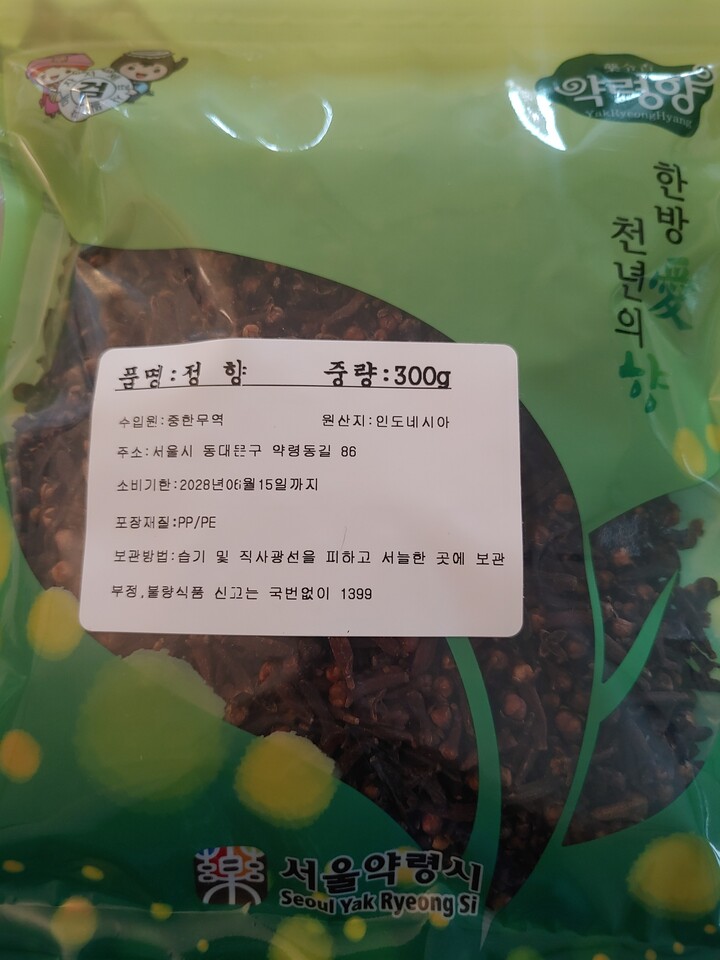 검
약령향
YakRyeongHyang
한방愛
천년의향
품명:정 향 중량:300g
수입원:중한무역 원산지:인도네시아
주소:서울시 동대문구 약령동길 86
소비기한:2028년06월15일까지
포장재질:PP/PE
보관방법:습기 및 직사광선을 피하고 서늘한 곳에 보관
부정,불량식품 신고는 국번없이 1399
樂 서울약령시
Seoul Yak Ryeong Si